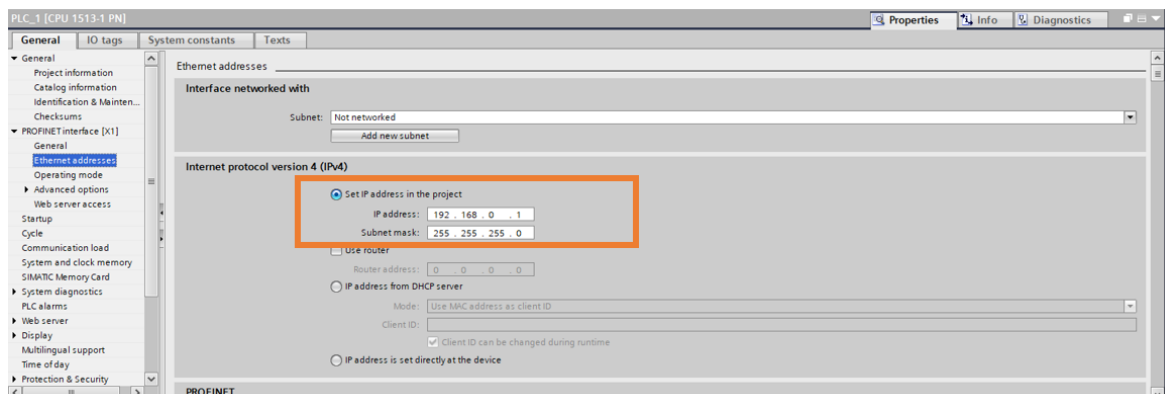 PLC_1 [CPU 1513-1 PN]
Properties Info Diagnostics
General IO tags System constants Texts
General
Project information
Catalog information
Identification & Mainten...
Checksums
PROFINET interface [X1]
General
Ethernet addresses
Operating mode
Advanced options
Web server access
Startup
Cycle
Communication load
System and clock memory
SIMATIC Memory Card
System diagnostics
PLC alarms
Web server
Display
Multilingual support
Time of day
Protection & Security
Ethernet addresses
Interface networked with
Subnet: Not networked
Add new subnet
Internet protocol version 4 (IPv4)
Set IP address in the project
IP address: 192 . 168 . 0 . 1
Subnet mask: 255 . 255 . 255 . 0
Use router
Router address: 0 . 0 . 0 . 0
IP address from DHCP server
Mode: Use MAC address as client ID
Client ID:
Client ID can be changed during runtime
IP address is set directly at the device
PROFINET